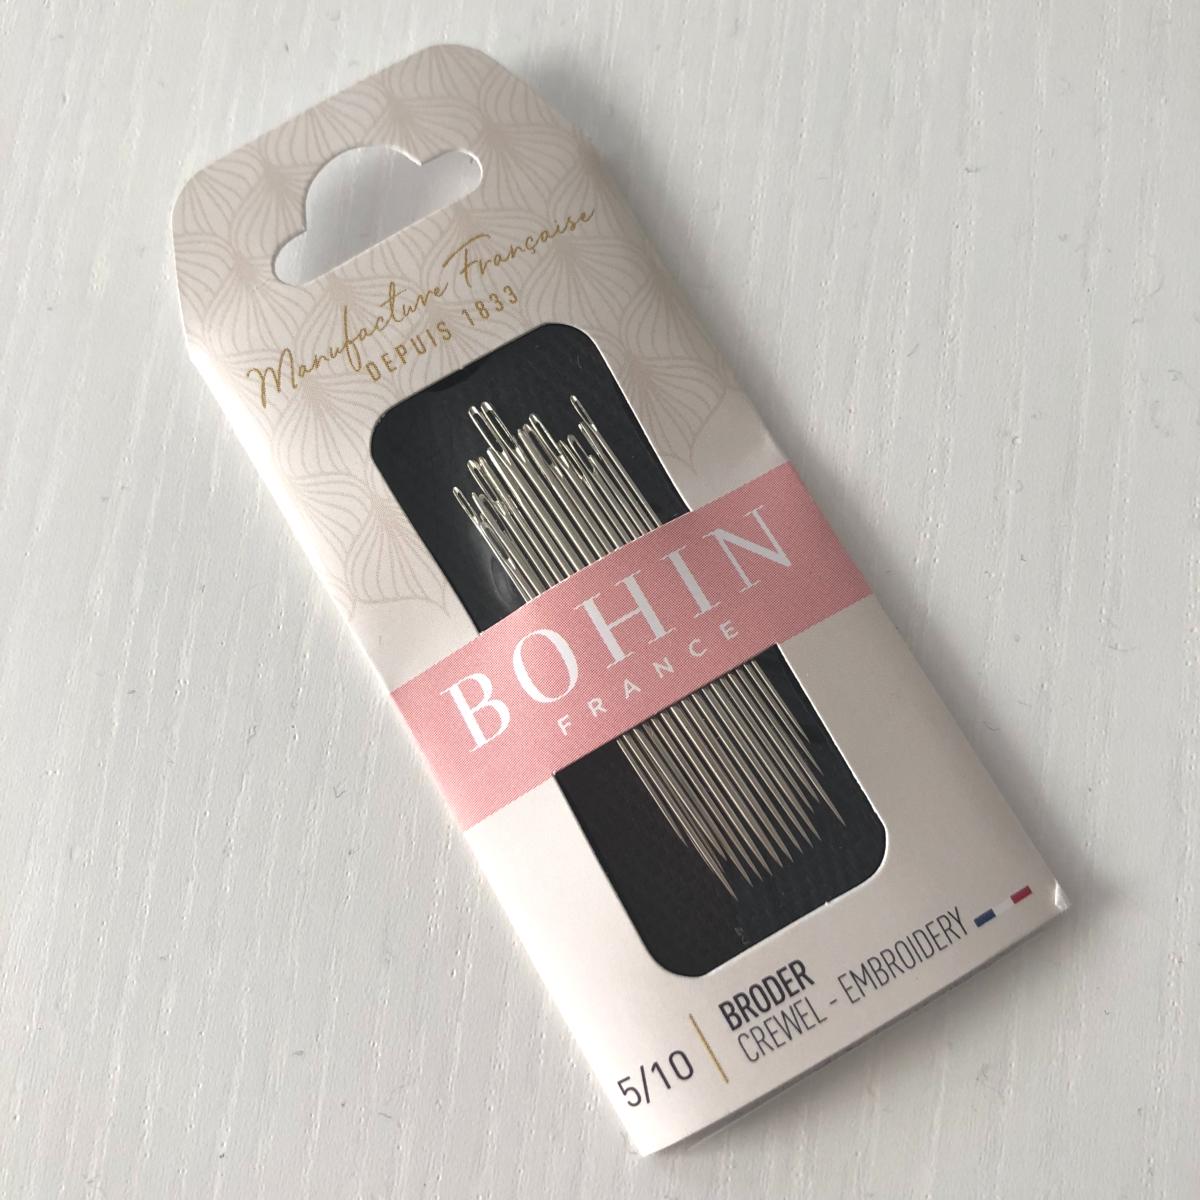 Manufacture Française
DEPUIS 1833
BOHIN
FRANCE
5/10
BRODER
CREWEL - EMBROIDERY